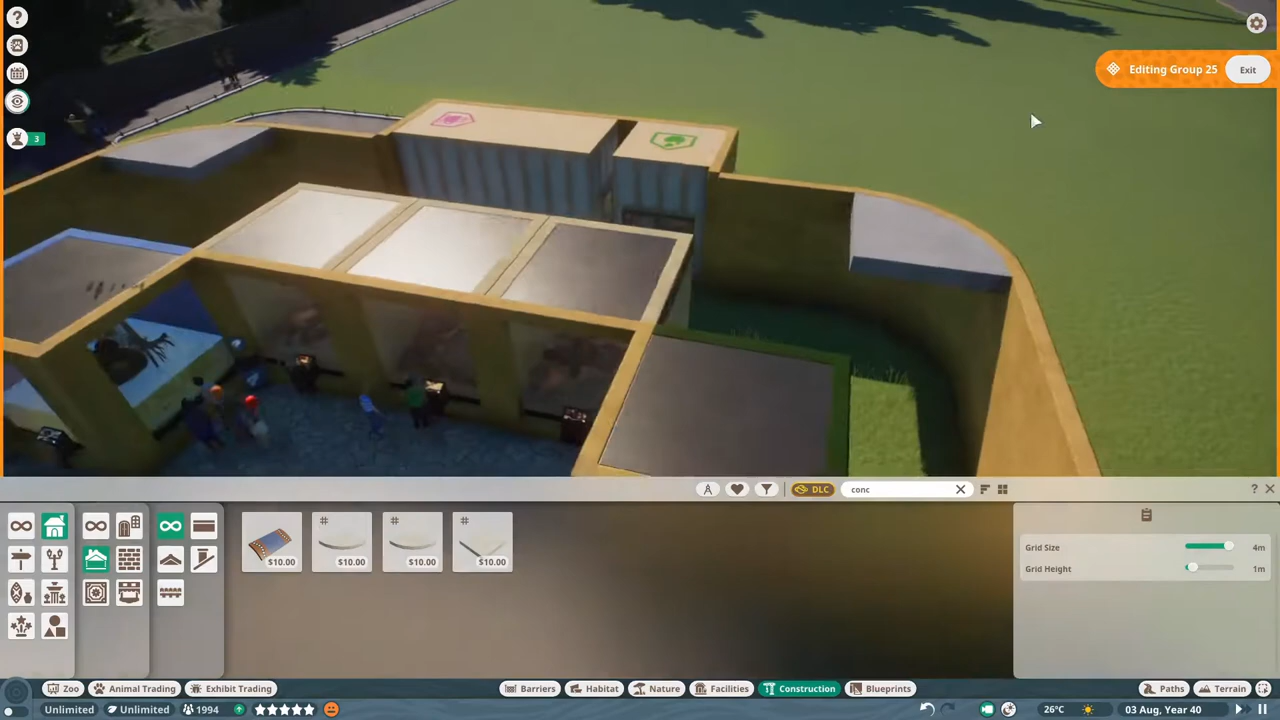 ?
Editing Group 25
Exit
3
DLC
conc
?
$10.00
$10.00
$10.00
$10.00
Grid Size
4m
Grid Height
1m
Zoo
Animal Trading
Exhibit Trading
Barriers
Habitat
Nature
Facilities
Construction
Blueprints
Paths
Terrain
Unlimited
Unlimited
1994
26°C
03 Aug, Year 40